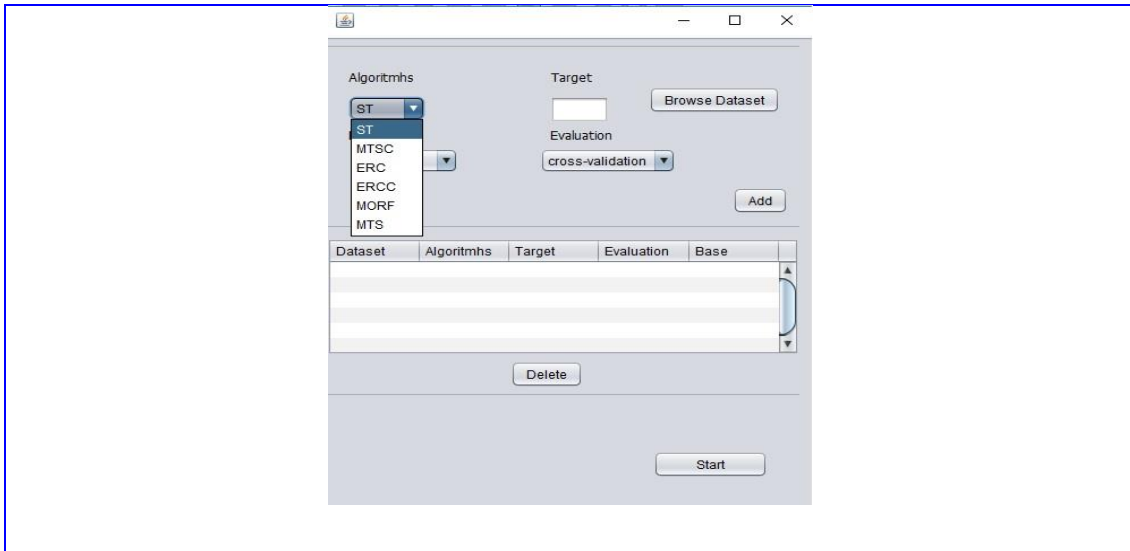 Algoritmhs
Target
ST
Browse Dataset
ST
MTSC
ERC
ERCC
MORF
MTS
Evaluation
cross-validation
Add
Dataset Algoritmhs Target Evaluation Base
Delete
Start